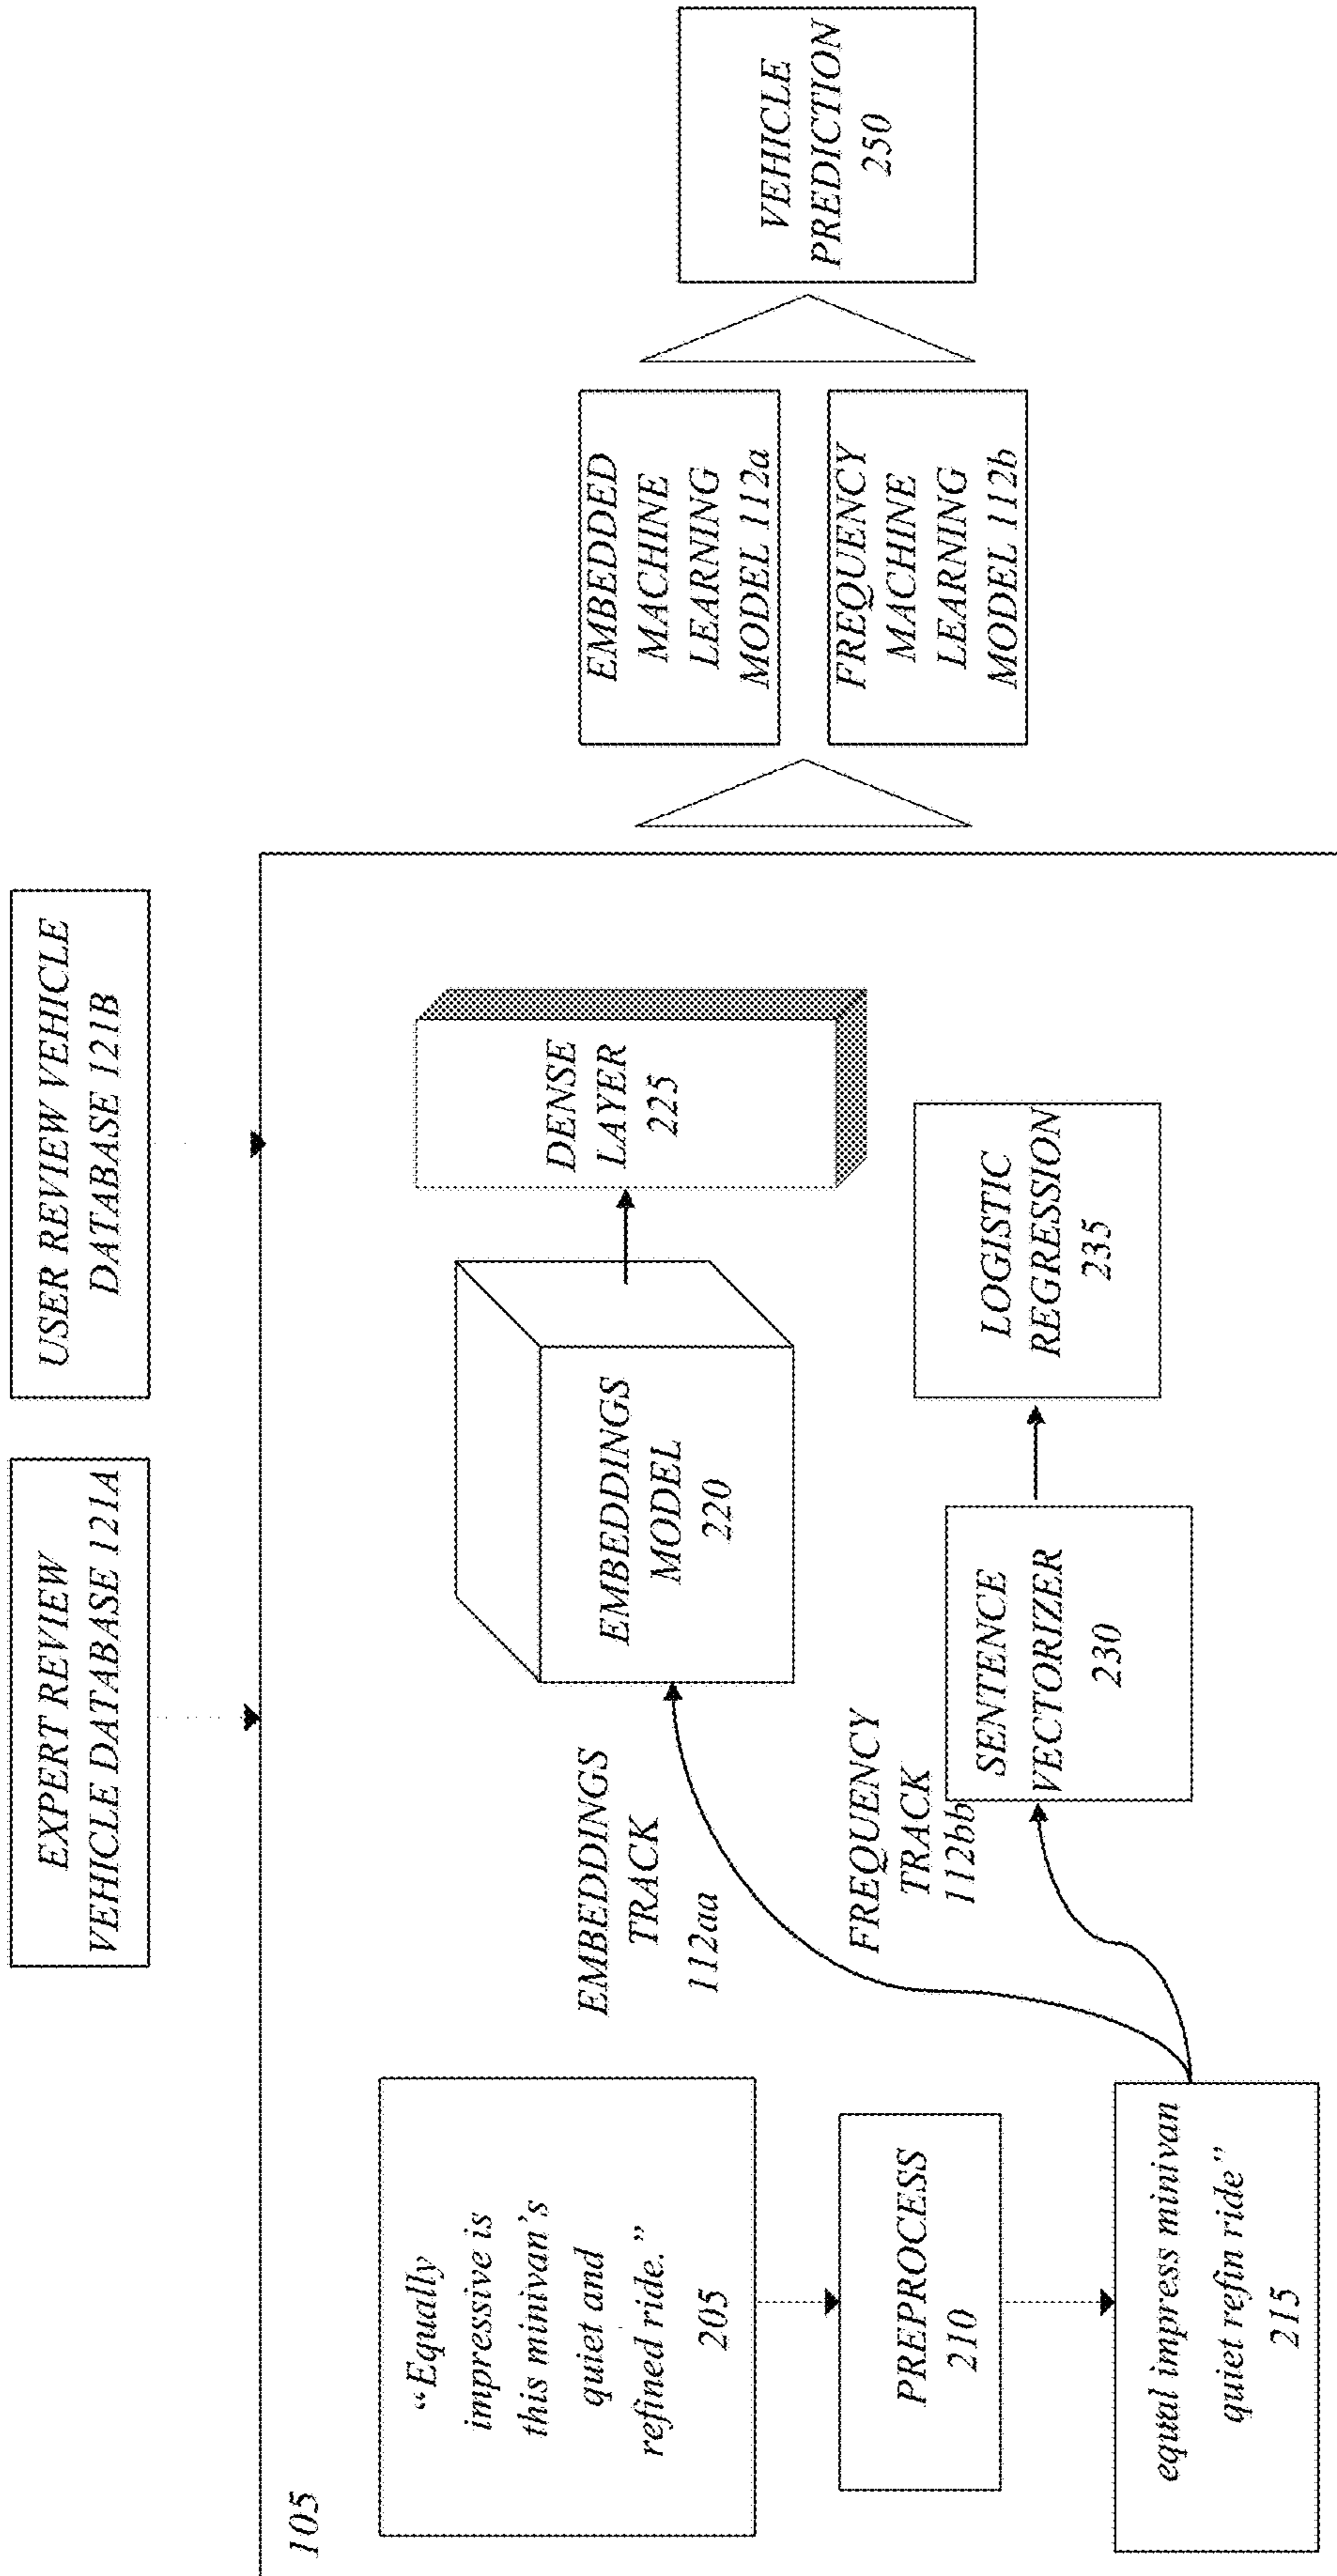 EXPERT REVIEW
VEHICLE DATABASE 121A
USER REVIEW VEHICLE
DATABASE 121B
105
“Equally
impressive is
this minivan’s
quiet and
refined ride.”
205
PREPROCESS
210
equal impress minivan
quiet refin ride”
215
EMBEDDINGS
TRACK
112aa
FREQUENCY
TRACK
112bb
EMBEDDINGS
MODEL
220
DENSE
LAYER
225
SENTENCE
VECTORIZER
230
LOGISTIC
REGRESSION
235
EMBEDDED
MACHINE
LEARNING
MODEL 112a
FREQUENCY
MACHINE
LEARNING
MODEL 112b
VEHICLE
PREDICTION
250